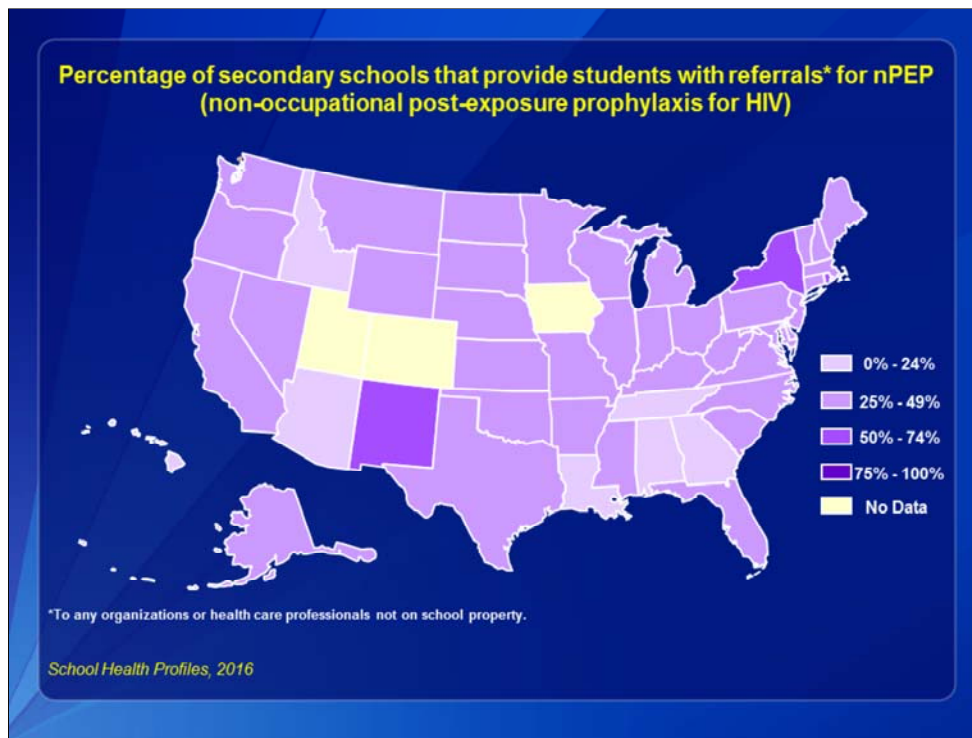 Percentage of secondary schools that provide students with referrals* for nPEP
(non-occupational post-exposure prophylaxis for HIV)
0% - 24%
25% - 49%
50% - 74%
75% - 100%
No Data
*To any organizations or health care professionals not on school property.
School Health Profiles, 2016